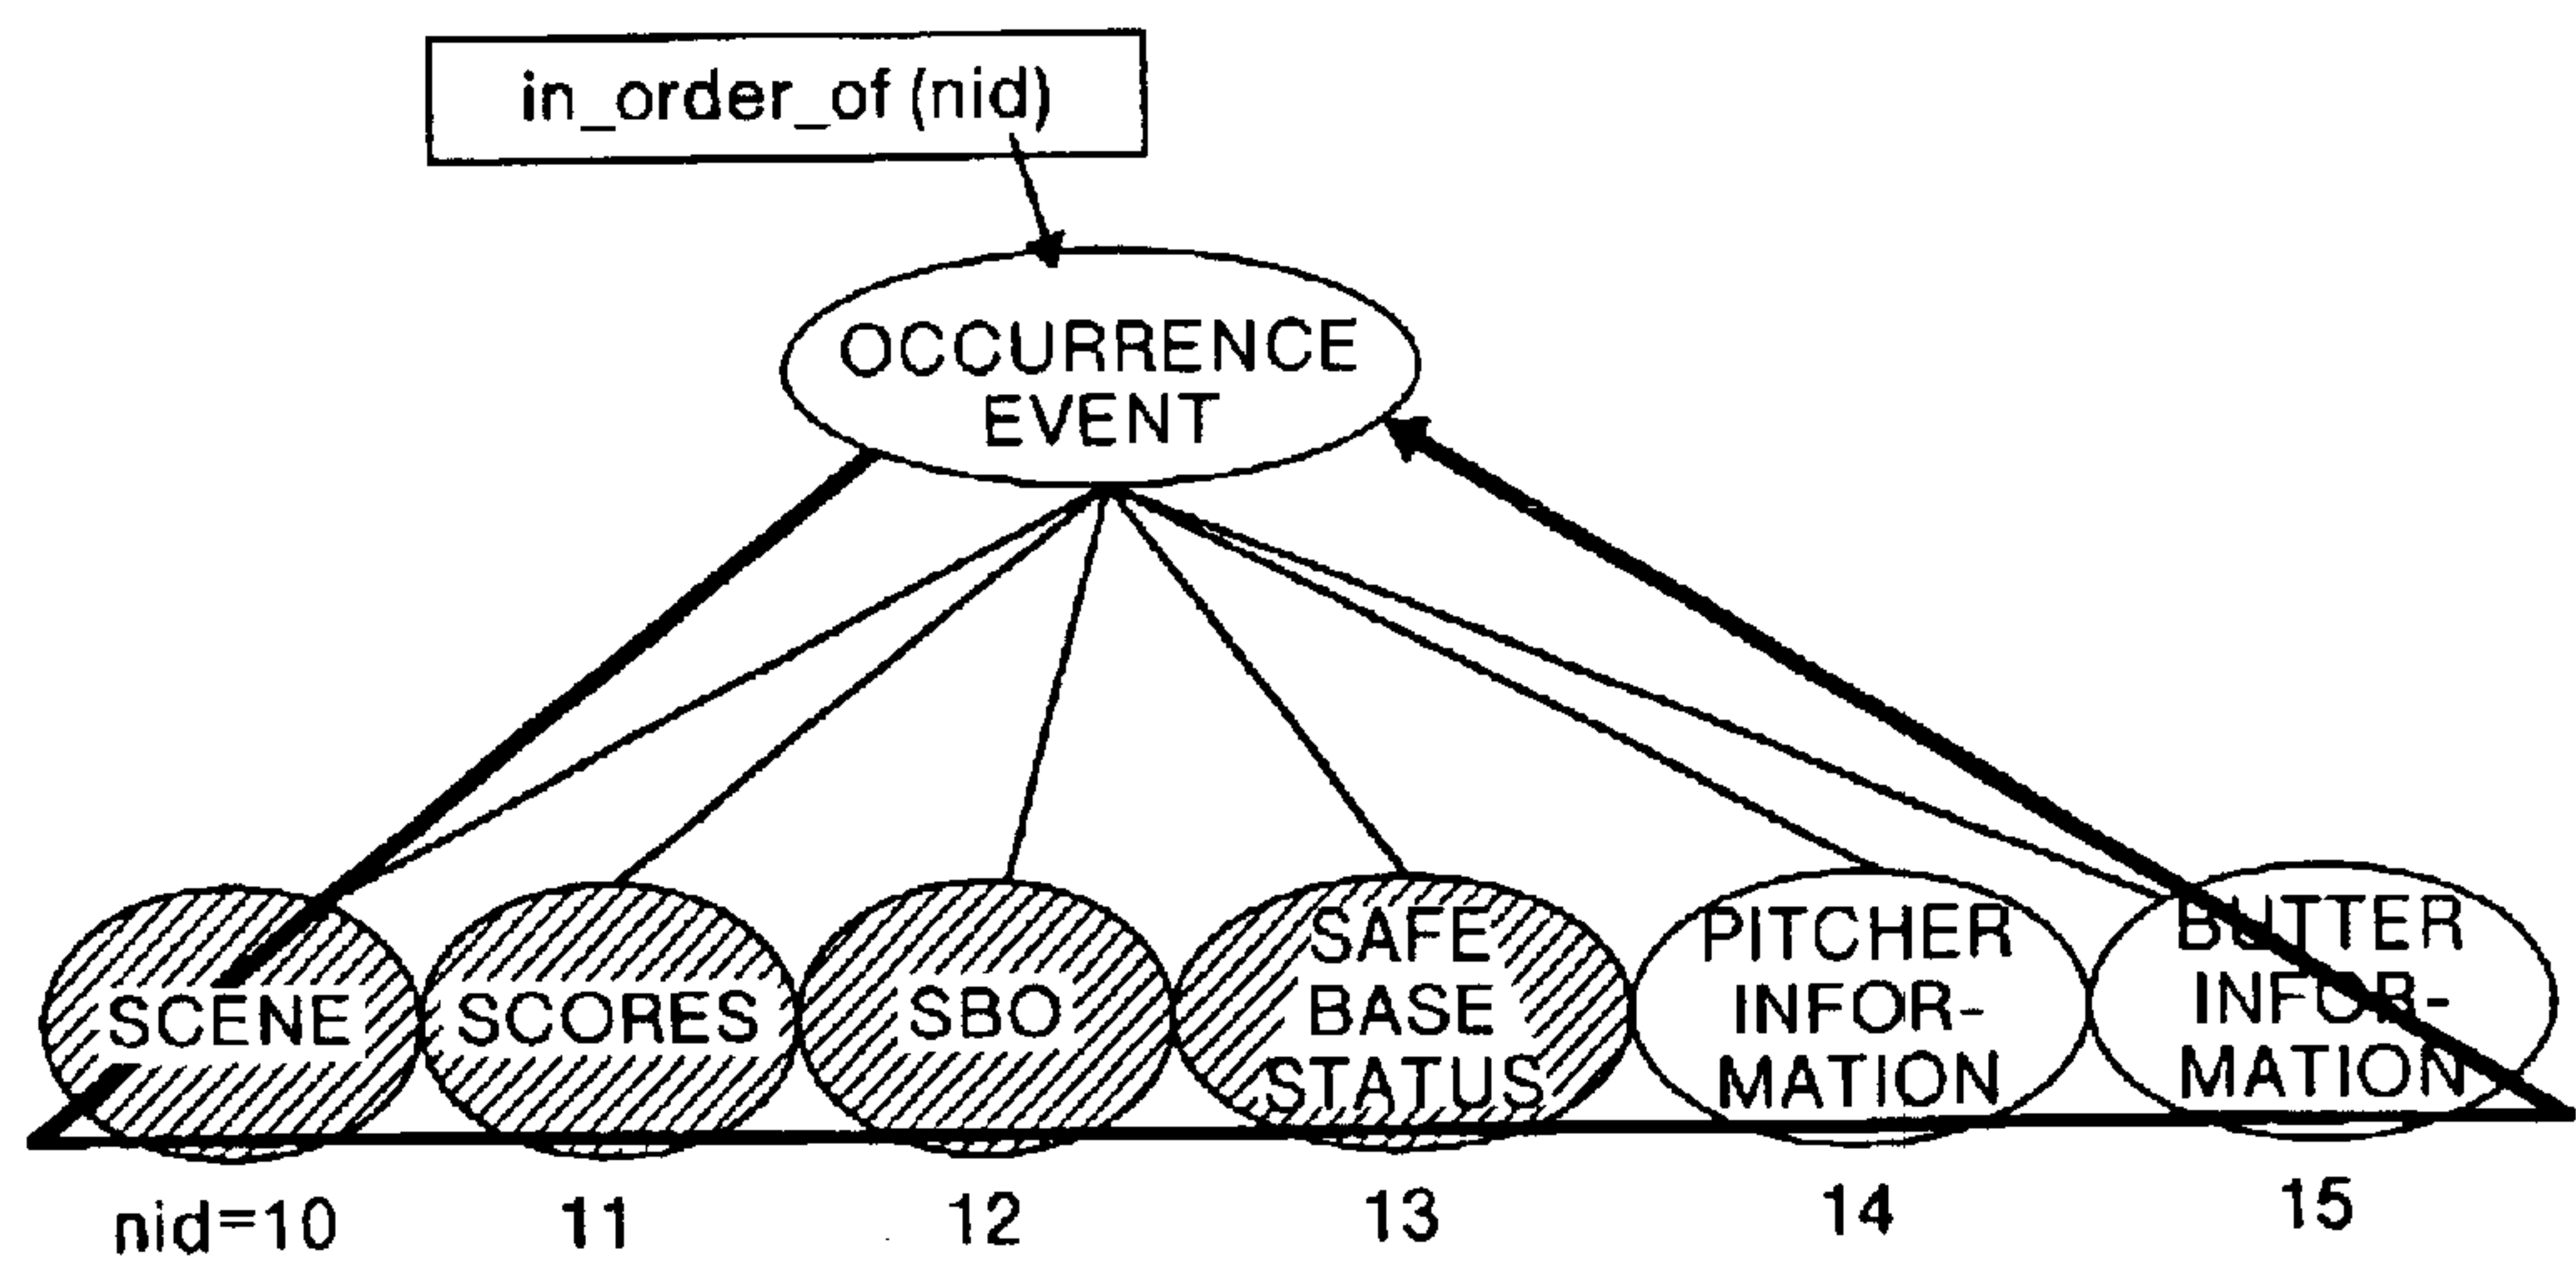 in_order_of (nid)
OCCURRENCE
EVENT
SCENE
SCORES
SBO
SAFE
BASE
STATUS
PITCHER
INFOR-
MATION
BUTTER
INFOR-
MATION
nid=10 11 12 13 14 15